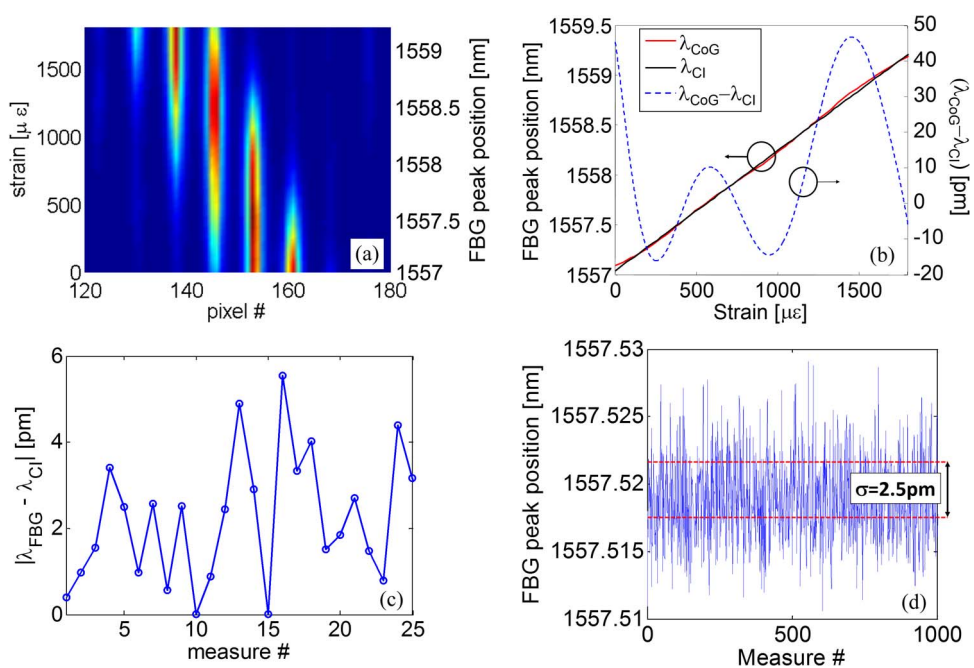 1500
1000
500
0
strain [μ ε]
120
140
160
180
pixel #
1559
1558.5
1558
1557.5
1557
FBG peak position [nm]
(a)
1559.5
1559
1558.5
1558
1557.5
1557
FBG peak position [nm]
λCoG
λCI
λCoG−λCI
50
40
30
20
10
0
-10
-20
(λCoG−λCI) [pm]
0
500
1000
1500
Strain [με]
(b)
6
4
2
0
|λFBG - λCI| [pm]
5
10
15
20
25
measure #
(c)
1557.53
1557.525
1557.52
1557.515
1557.51
FBG peak position [nm]
σ=2.5pm
0
500
1000
Measure #
(d)